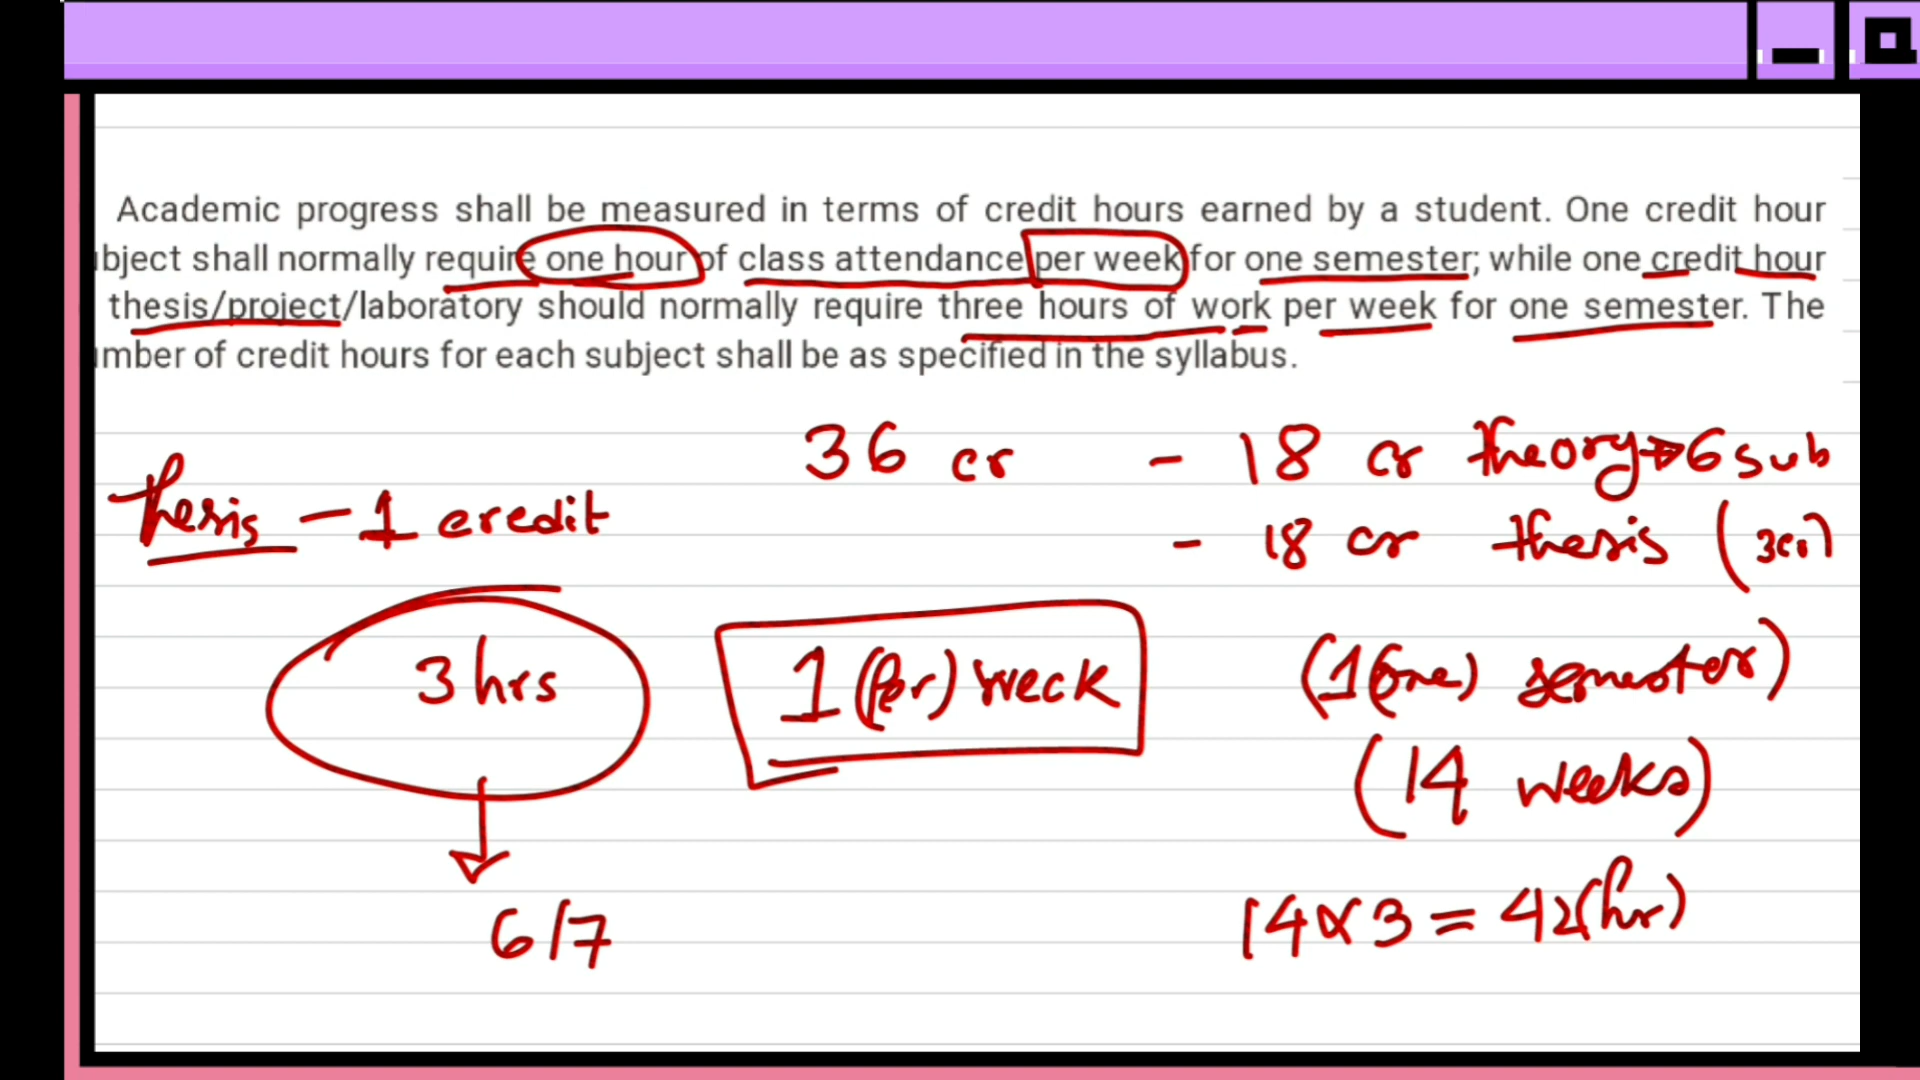 Academic progress shall be measured in terms of credit hours earned by a student. One credit hour
bject shall normally require one hour of class attendance per week for one semester; while one credit hour
thesis/project/laboratory should normally require three hours of work per week for one semester. The
mber of credit hours for each subject shall be as specified in the syllabus.
36 cr - 18 cr theory → 6 sub
Thesis - 1 credit
- 18 cr thesis (
3 hrs
1 (per) week
(1 (one) semester)
(14 weeks)
6/7
14 x 3 = 42 (hr)